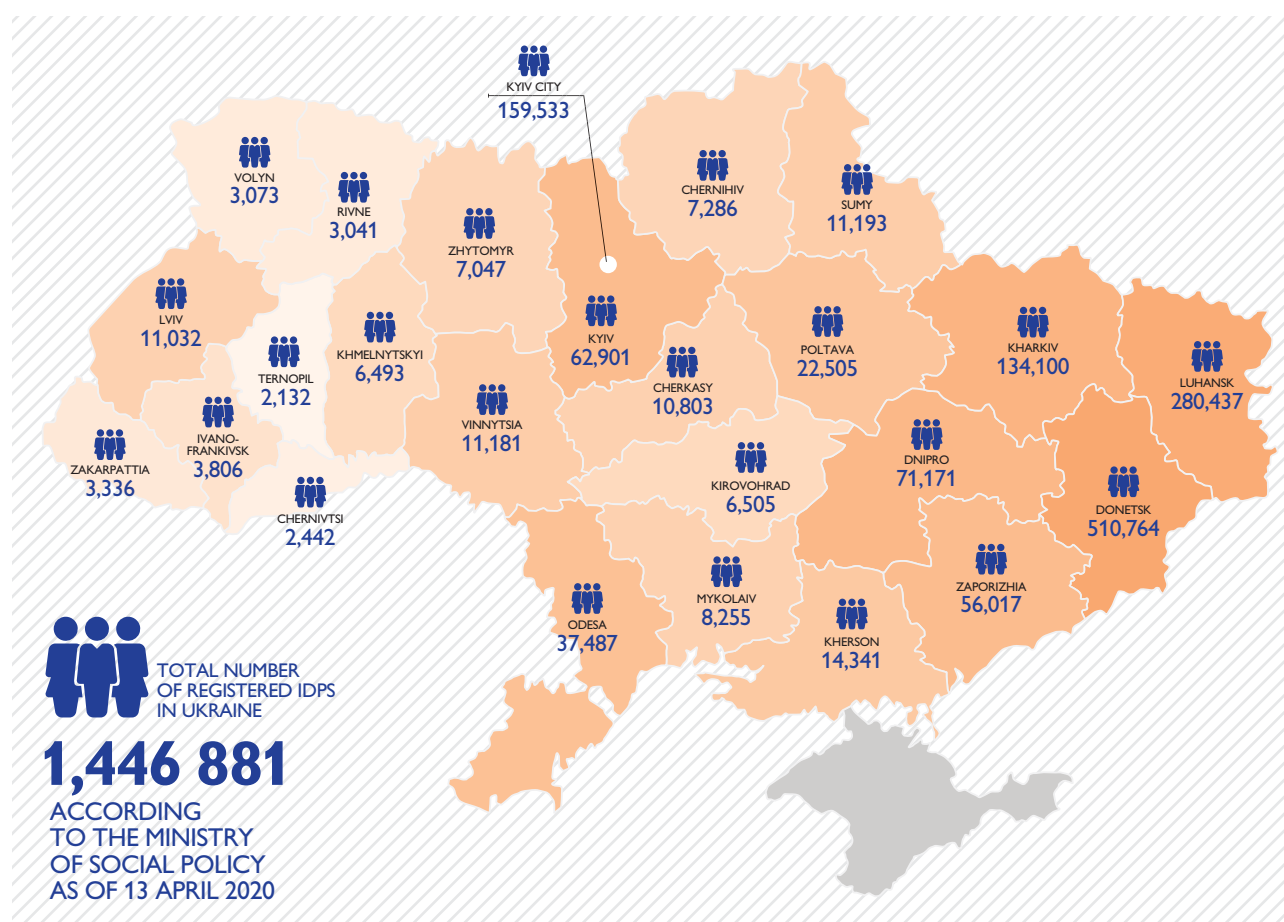 KYIV CITY
159,533
VOLYN
3,073
RIVNE
3,041
ZHYTOMYR
7,047
CHERNIHIV
7,286
SUMY
11,193
LVIV
11,032
TERNOPIL
2,132
KHMELNYTSKYI
6,493
KYIV
62,901
CHERKASY
10,803
POLTAVA
22,505
KHARKIV
134,100
LUHANSK
280,437
ZAKARPATTIA
3,336
IVANO-
FRANKIVSK
3,806
CHERNIVTSI
2,442
VINNYTSIA
11,181
KIROVOHRAD
6,505
DNIPRO
71,171
DONETSK
510,764
ODESA
37,487
MYKOLAIV
8,255
KHERSON
14,341
ZAPORIZHIA
56,017
TOTAL NUMBER
OF REGISTERED IDPS
IN UKRAINE
1,446 881
ACCORDING
TO THE MINISTRY
OF SOCIAL POLICY
AS OF 13 APRIL 2020